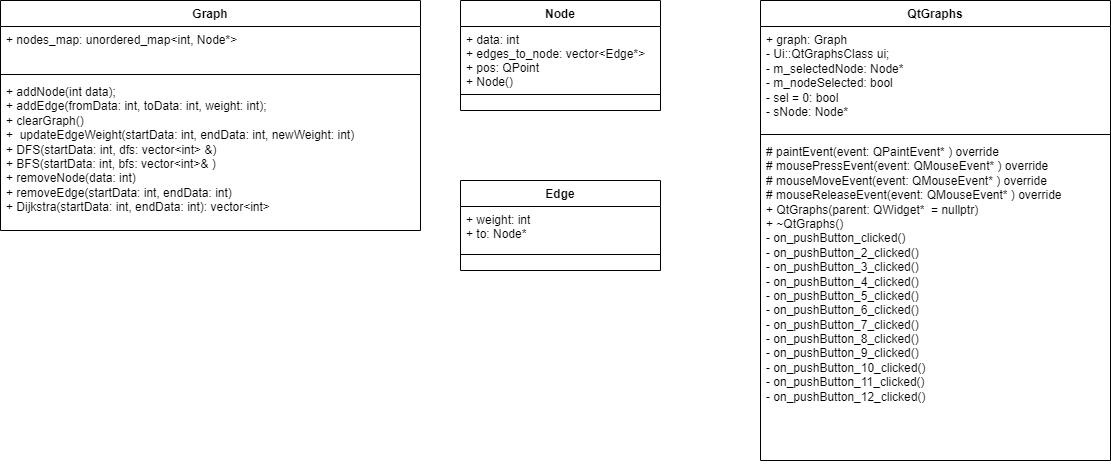 Graph
+ nodes_map: unordered_map<int, Node*>
+ addNode(int data);
+ addEdge(fromData: int, toData: int, weight: int);
+ clearGraph()
+  updateEdgeWeight(startData: int, endData: int, newWeight: int)
+ DFS(startData: int, dfs: vector<int> &)
+ BFS(startData: int, bfs: vector<int>& )
+ removeNode(data: int)
+ removeEdge(startData: int, endData: int)
+ Dijkstra(startData: int, endData: int): vector<int>
Node
+ data: int
+ edges_to_node: vector<Edge*>
+ pos: QPoint
+ Node()
Edge
+ weight: int
+ to: Node*
QtGraphs
+ graph: Graph
- Ui::QtGraphsClass ui;
- m_selectedNode: Node*
- m_nodeSelected: bool
- sel = 0: bool
- sNode: Node*
# paintEvent(event: QPaintEvent* ) override
# mousePressEvent(event: QMouseEvent* ) override
# mouseMoveEvent(event: QMouseEvent* ) override
# mouseReleaseEvent(event: QMouseEvent* ) override
+ QtGraphs(parent: QWidget*  = nullptr)
+ ~QtGraphs()
- on_pushButton_clicked()
- on_pushButton_2_clicked()
- on_pushButton_3_clicked()
- on_pushButton_4_clicked()
- on_pushButton_5_clicked()
- on_pushButton_6_clicked()
- on_pushButton_7_clicked()
- on_pushButton_8_clicked()
- on_pushButton_9_clicked()
- on_pushButton_10_clicked()
- on_pushButton_11_clicked()
- on_pushButton_12_clicked()